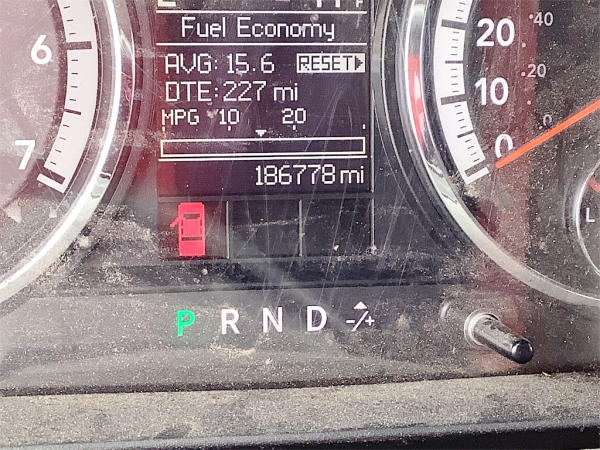 Fuel Economy
AVG: 15.6 RESET
DTE: 227 mi
MPG 10 20
186778 mi
6
7
20
10
0
40
20
0
L
P R N D -/+